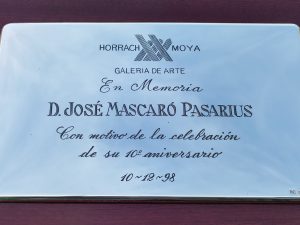 HORRACH MOYA
GALERIA DE ARTE
En Memoria
D. JOSÉ MASCARÓ PASARIUS
Con motivo de la celebración
de su 10º aniversario
10~12~98